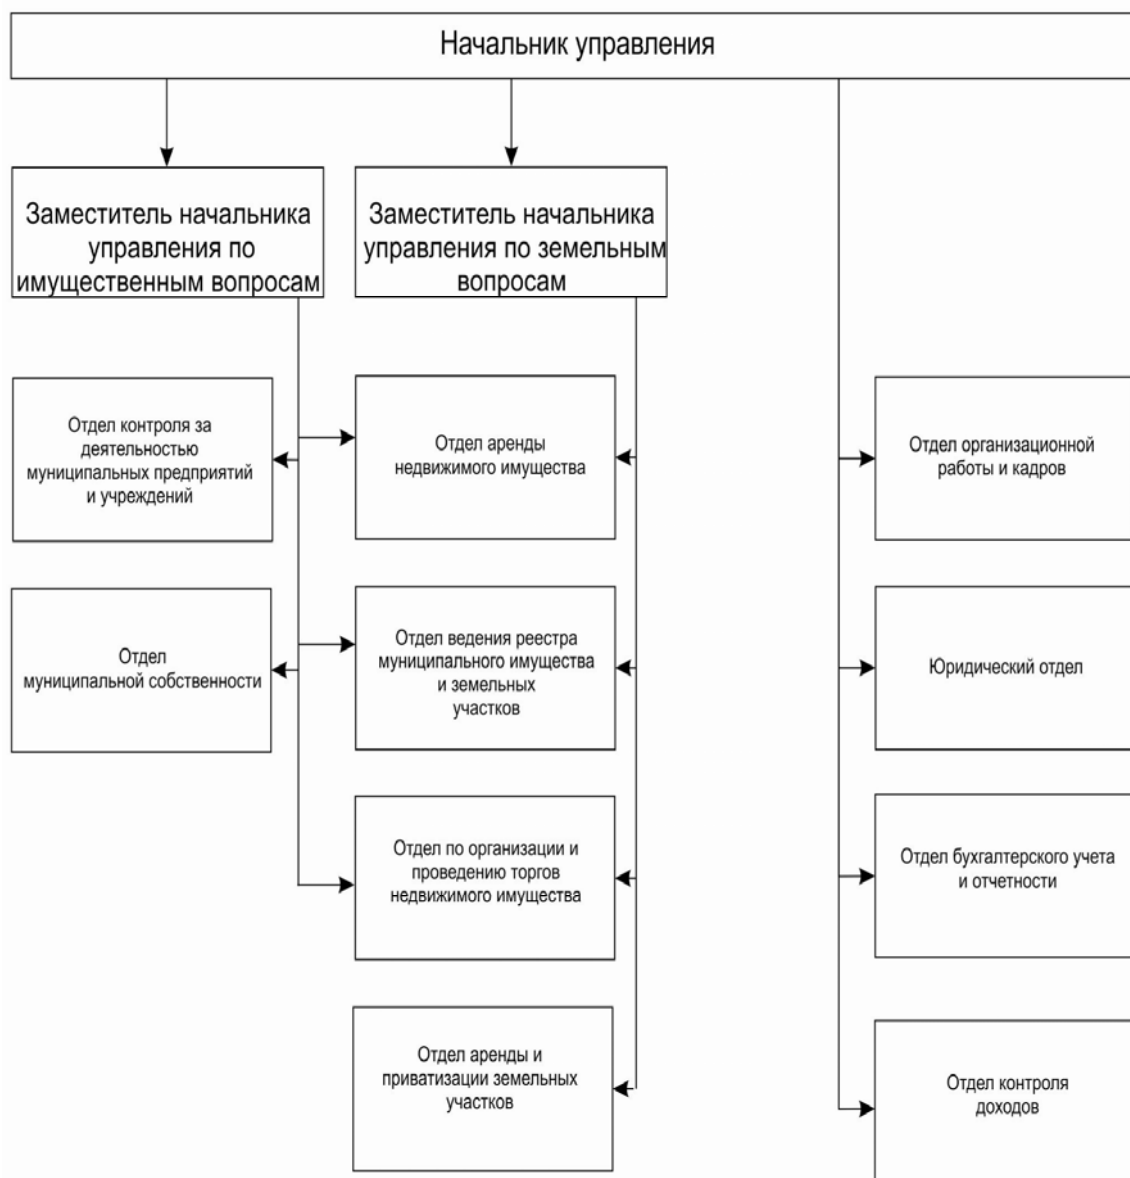 Начальник управления
Заместитель начальника
управления по
имущественным вопросам
Заместитель начальника
управления по земельным
вопросам
Отдел контроля за
деятельностью
муниципальных предприятий
и учреждений
Отдел аренды
недвижимого имущества
Отдел организационной
работы и кадров
Отдел
муниципальной собственности
Отдел ведения реестра
муниципального имущества
и земельных
участков
Юридический отдел
Отдел по организации и
проведению торгов
недвижимого имущества
Отдел бухгалтерского учета
и отчетности
Отдел аренды и
приватизации земельных
участков
Отдел контроля
доходов